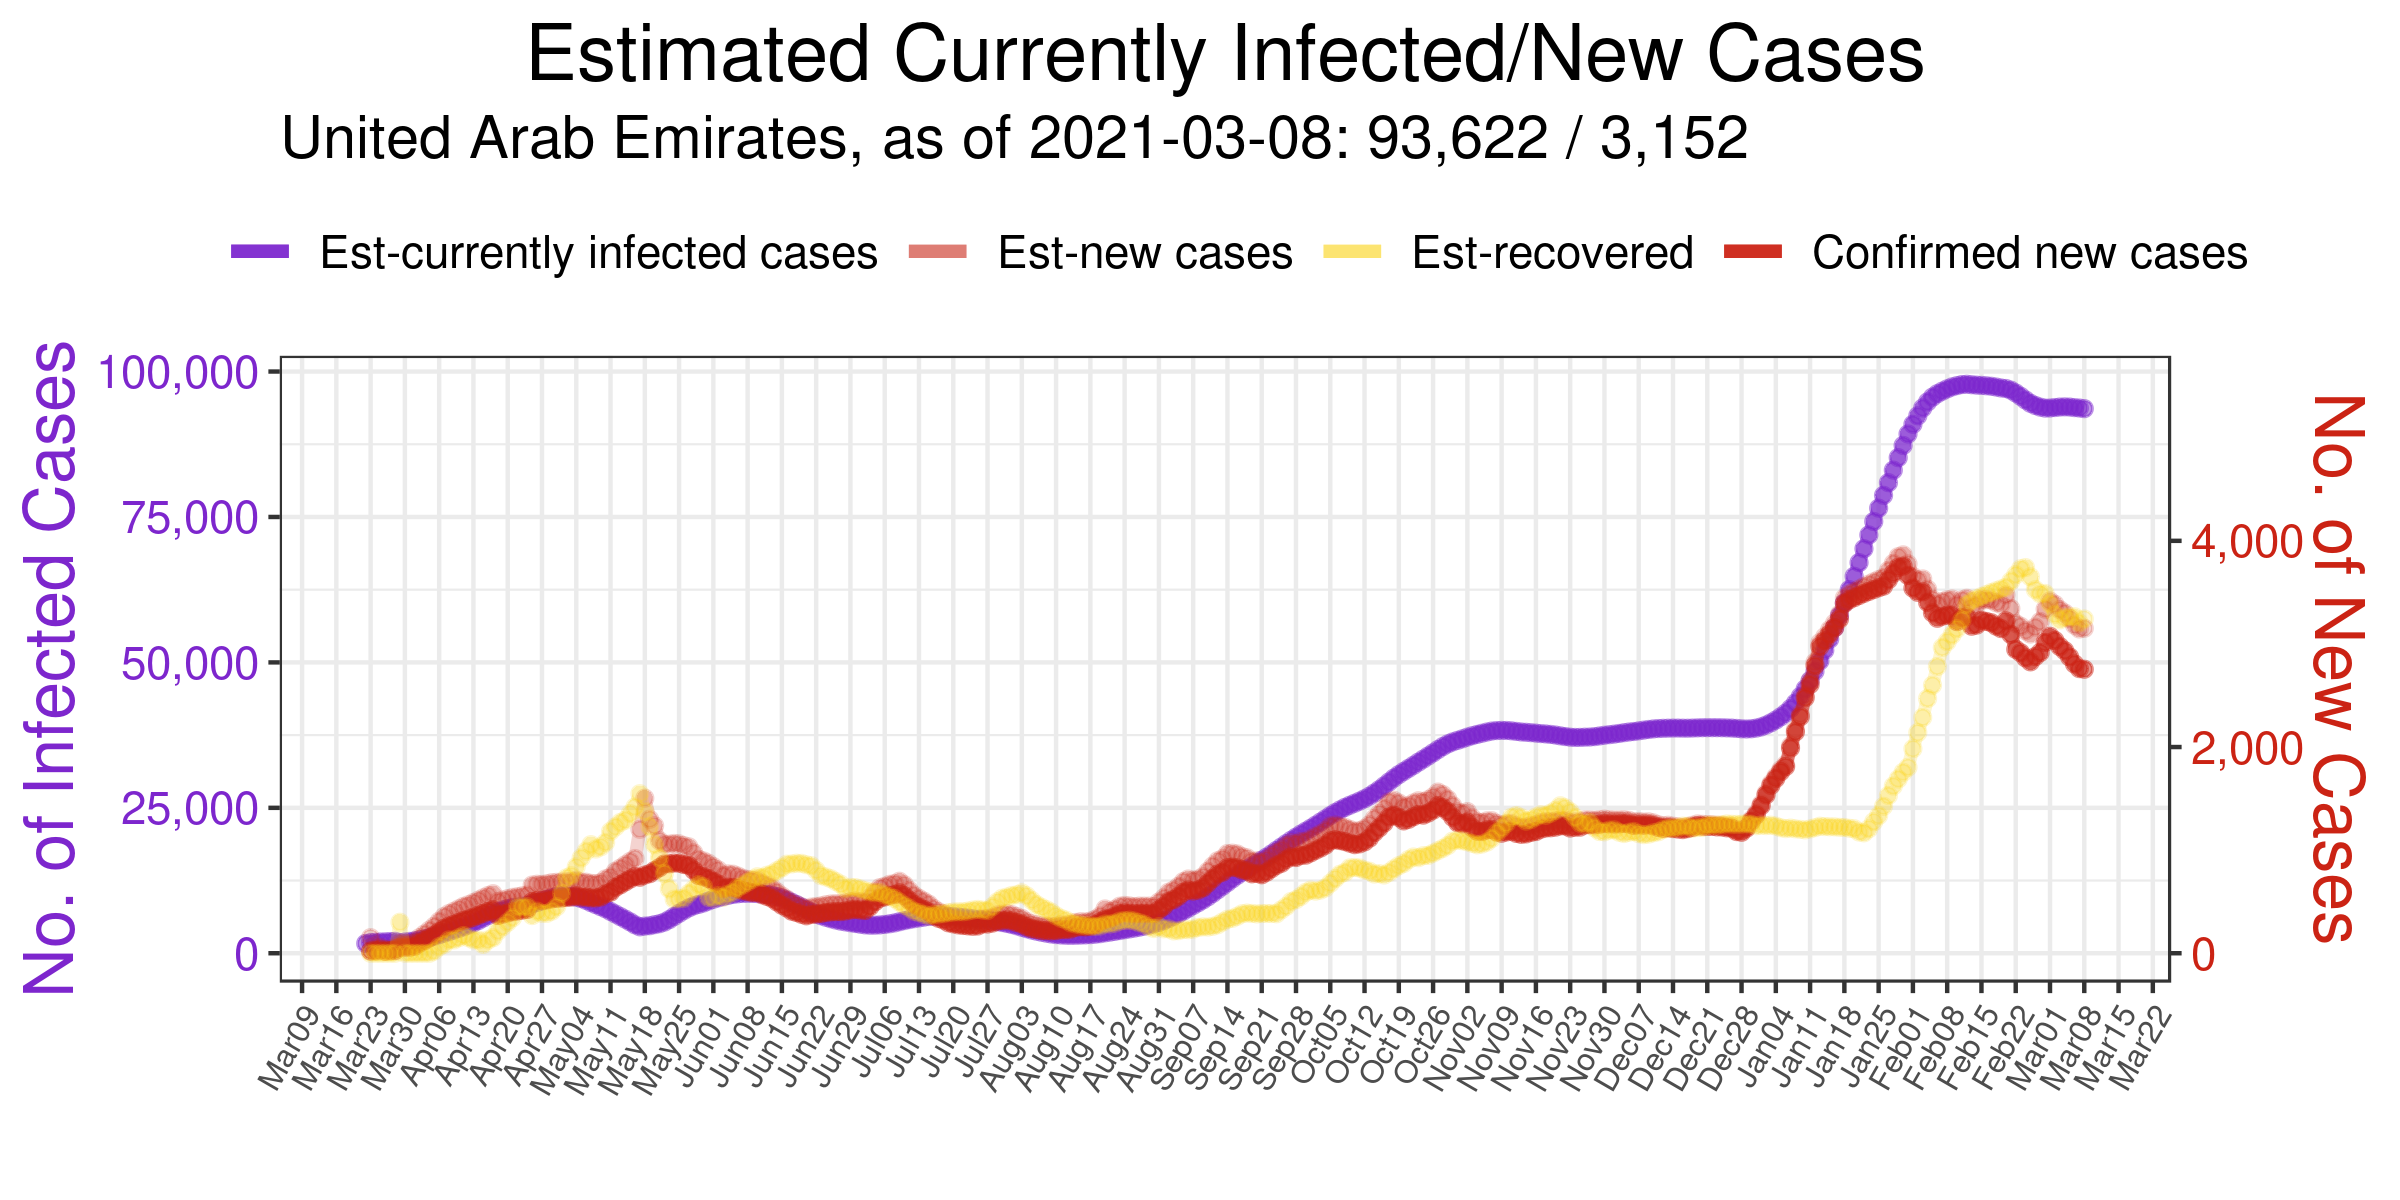 Estimated Currently Infected/New Cases
United Arab Emirates, as of 2021-03-08: 93,622 / 3,152
Est-currently infected cases Est-new cases Est-recovered Confirmed new cases
No. of Infected Cases
100,000
75,000
50,000
25,000
0
4,000
2,000
0
No. of New Cases
Mar09 Mar16 Mar23 Mar30 Apr06 Apr13 Apr20 Apr27 May04 May11 May18 May25 Jun01 Jun08 Jun15 Jun22 Jun29 Jul06 Jul13 Jul20 Jul27 Aug03 Aug10 Aug17 Aug24 Aug31 Sep07 Sep14 Sep21 Sep28 Oct05 Oct12 Oct19 Oct26 Nov02 Nov09 Nov16 Nov23 Nov30 Dec07 Dec14 Dec21 Dec28 Jan04 Jan11 Jan18 Jan25 Feb01 Feb08 Feb15 Feb22 Mar01 Mar08 Mar15 Mar22